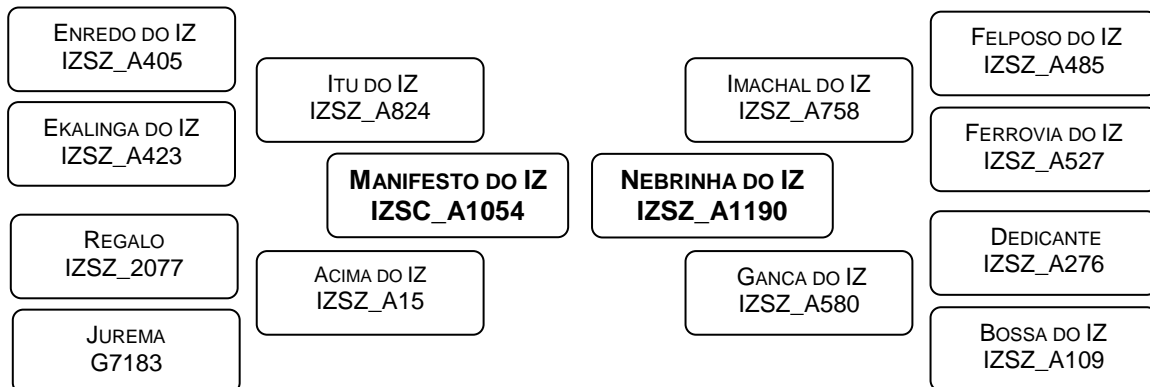 ENREDO DO IZ
IZSZ_A405
EKALINGA DO IZ
IZSZ_A423
REGALO
IZSZ_2077
JUREMA
G7183
ITU DO IZ
IZSZ_A824
ACIMA DO IZ
IZSZ_A15
MANIFESTO DO IZ
IZSC_A1054
NEBRINHA DO IZ
IZSZ_A1190
IMACHAL DO IZ
IZSZ_A758
GANCA DO IZ
IZSZ_A580
FELPOSO DO IZ
IZSZ_A485
FERROVIA DO IZ
IZSZ_A527
DEDICANTE
IZSZ_A276
BOSSA DO IZ
IZSZ_A109